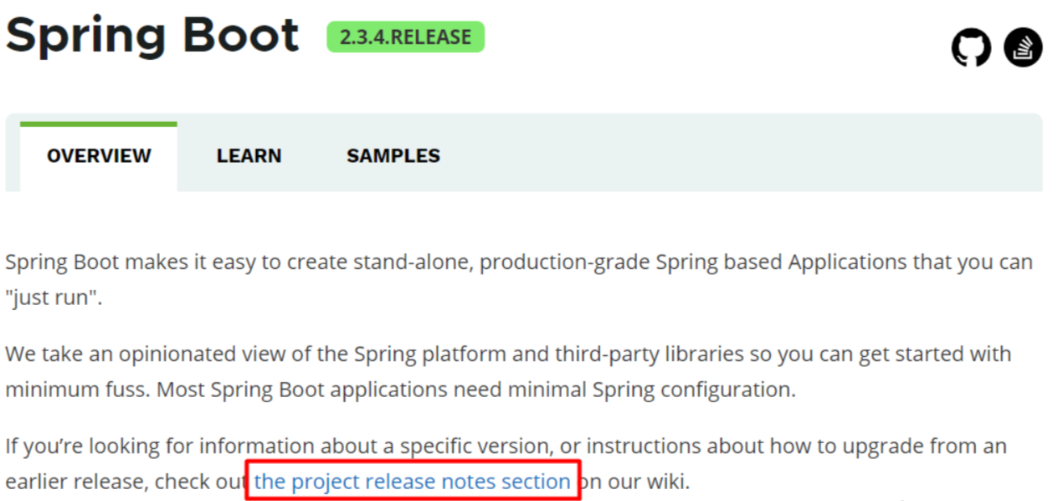 Spring Boot 2.3.4.RELEASE
OVERVIEW LEARN SAMPLES
Spring Boot makes it easy to create stand-alone, production-grade Spring based Applications that you can
"just run".
We take an opinionated view of the Spring platform and third-party libraries so you can get started with
minimum fuss. Most Spring Boot applications need minimal Spring configuration.
If you’re looking for information about a specific version, or instructions about how to upgrade from an
earlier release, check out the project release notes section on our wiki.